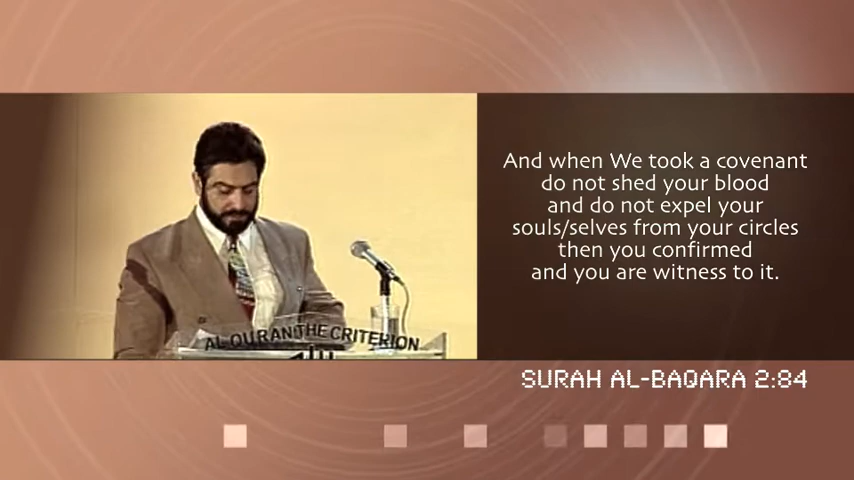 And when We took a covenant
do not shed your blood
and do not expel your
souls/selves from your circles
then you confirmed
and you are witness to it.
AL QURAN THE CRITERION
SURAH AL-BAQARA 2:84